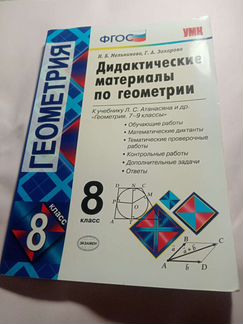 ФГОС
УМК
Н. Б. Мельникова, Г. А. Захарова
Дидактические
материалы
по геометрии
К учебнику Л. С. Атанасяна и др.
«Геометрия. 7–9 классы»
• Обучающие работы
• Математические диктанты
• Тематические проверочные
работы
• Контрольные работы
• Дополнительные задачи
• Ответы
8
класс
ГЕОМЕТРИЯ
8
класс
ЭКЗАМЕН
B
C
A
D
a
b